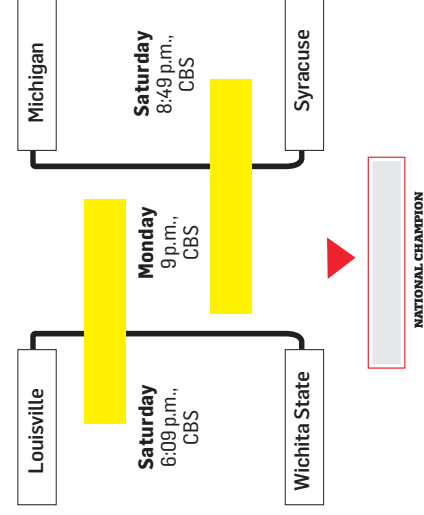 Louisville
Saturday
6:09 p.m.,
CBS
Wichita State
Monday
9 p.m.,
CBS
Michigan
Saturday
8:49 p.m.,
CBS
Syracuse
NATIONAL CHAMPION